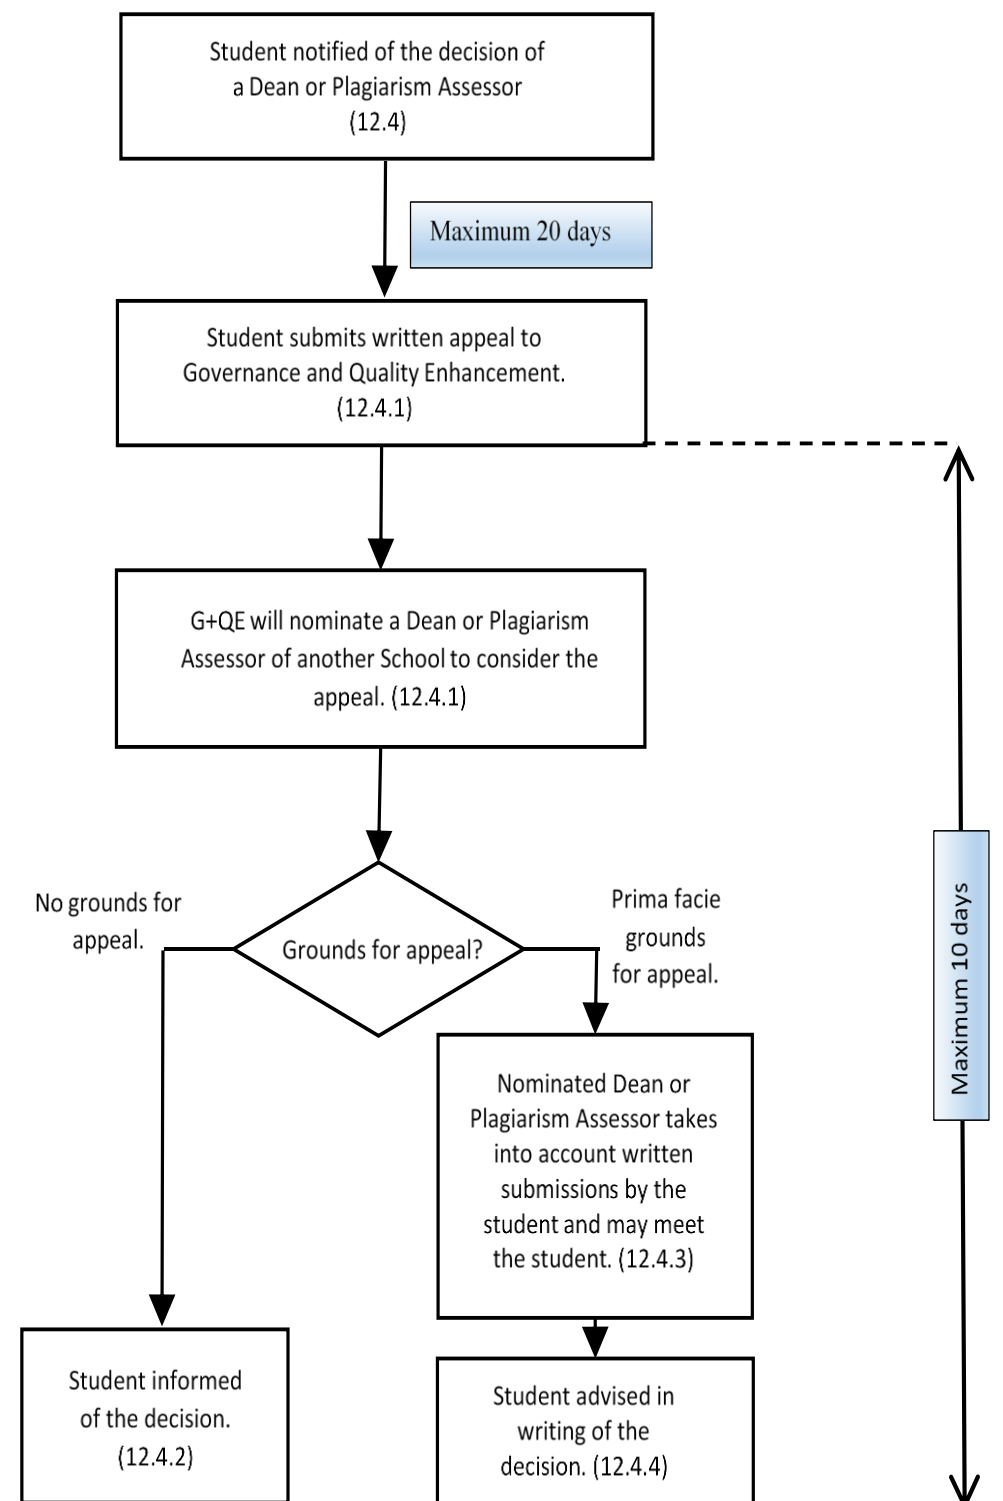 Student notified of the decision of
a Dean or Plagiarism Assessor
(12.4)
Maximum 20 days
Student submits written appeal to
Governance and Quality Enhancement.
(12.4.1)
G+QE will nominate a Dean or Plagiarism
Assessor of another School to consider the
appeal. (12.4.1)
No grounds for
appeal.
Grounds for appeal?
Prima facie
grounds
for appeal.
Maximum 10 days
Nominated Dean or
Plagiarism Assessor takes
into account written
submissions by the
student and may meet
the student. (12.4.3)
Student informed
of the decision.
(12.4.2)
Student advised in
writing of the
decision. (12.4.4)